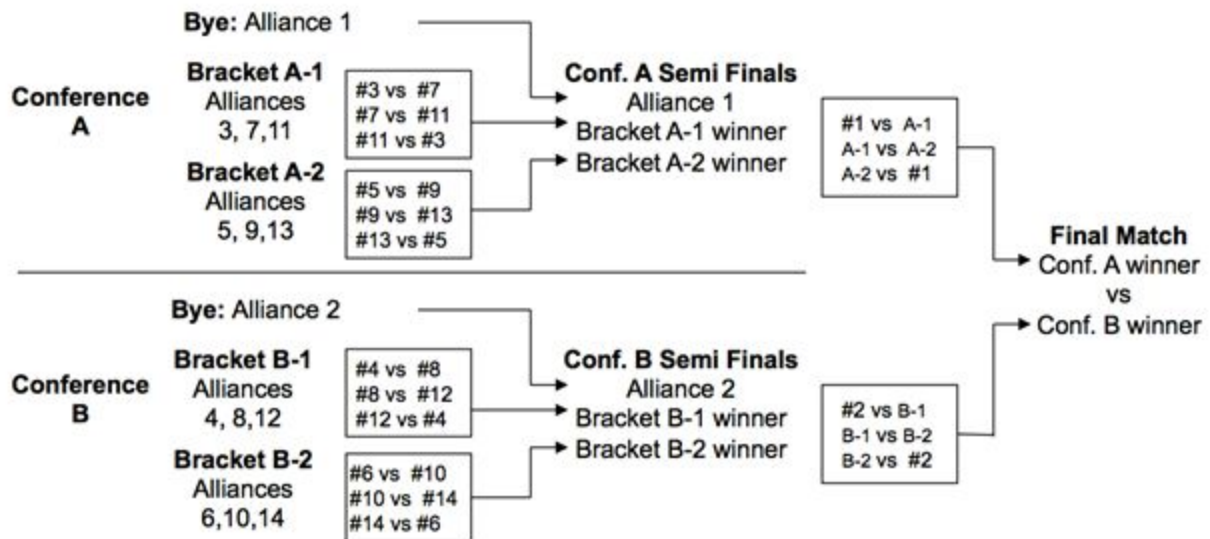 Bye: Alliance 1
Conference
A
Bracket A-1
Alliances
3, 7,11
#3 vs #7
#7 vs #11
#11 vs #3
Bracket A-2
Alliances
5, 9,13
#5 vs #9
#9 vs #13
#13 vs #5
Conf. A Semi Finals
Alliance 1
Bracket A-1 winner
Bracket A-2 winner
#1 vs A-1
A-1 vs A-2
A-2 vs #1
Bye: Alliance 2
Conference
B
Bracket B-1
Alliances
4, 8,12
#4 vs #8
#8 vs #12
#12 vs #4
Bracket B-2
Alliances
6,10,14
#6 vs #10
#10 vs #14
#14 vs #6
Conf. B Semi Finals
Alliance 2
Bracket B-1 winner
Bracket B-2 winner
#2 vs B-1
B-1 vs B-2
B-2 vs #2
Final Match
Conf. A winner
vs
Conf. B winner